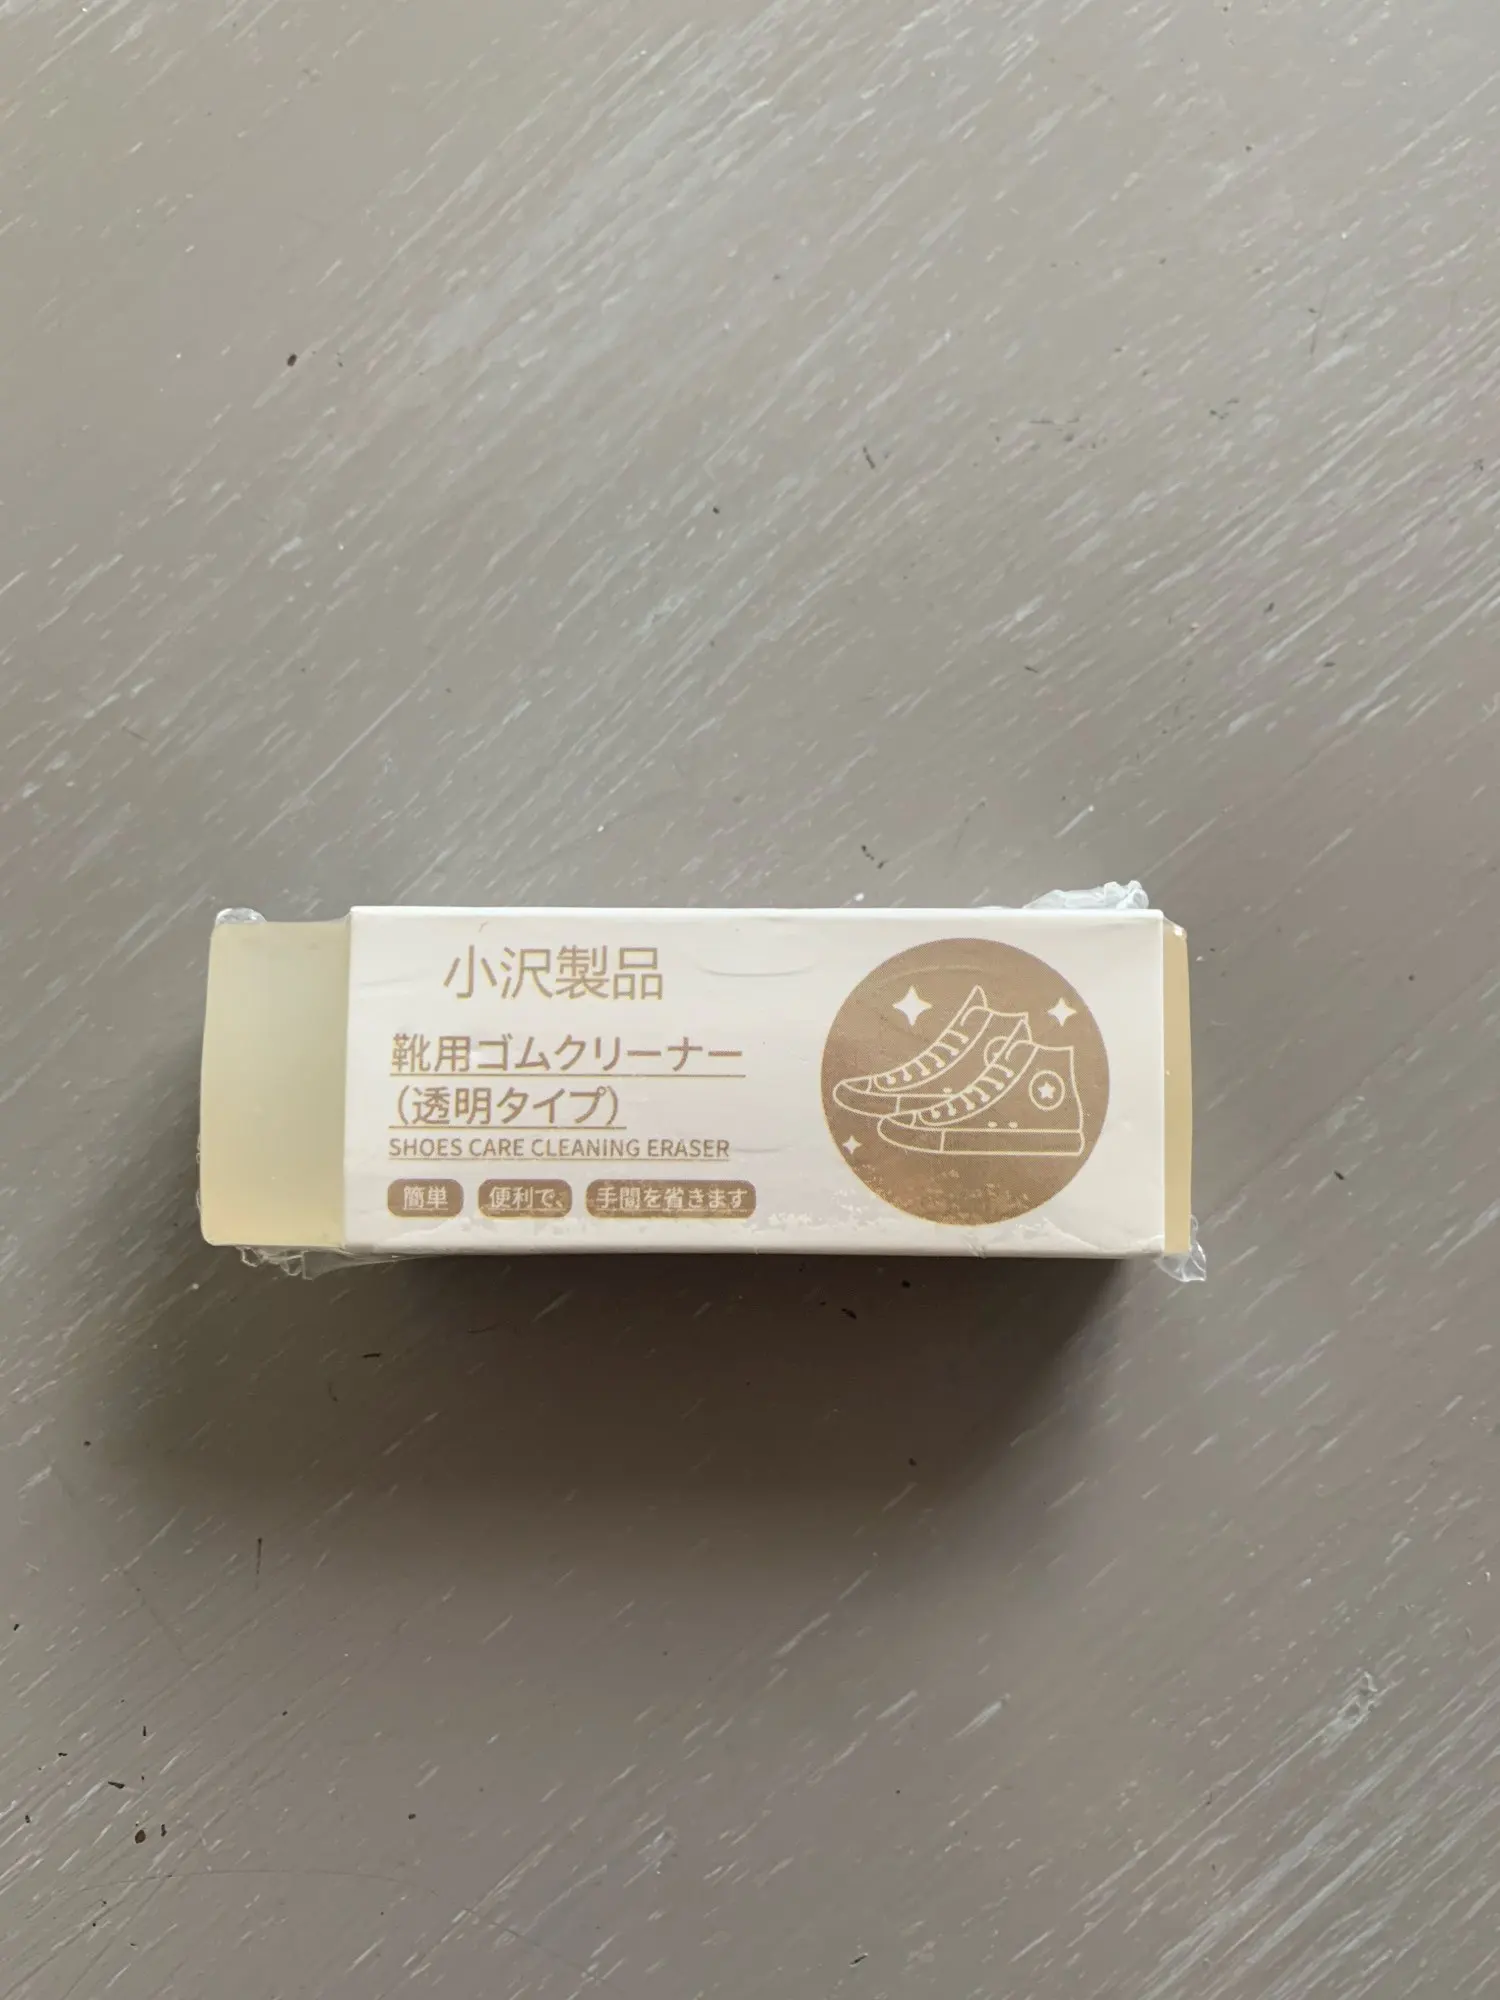 小沢製品
靴用ゴムクリーナー
（透明タイプ）
SHOES CARE CLEANING ERASER
簡単 便利で、 手間を省きます